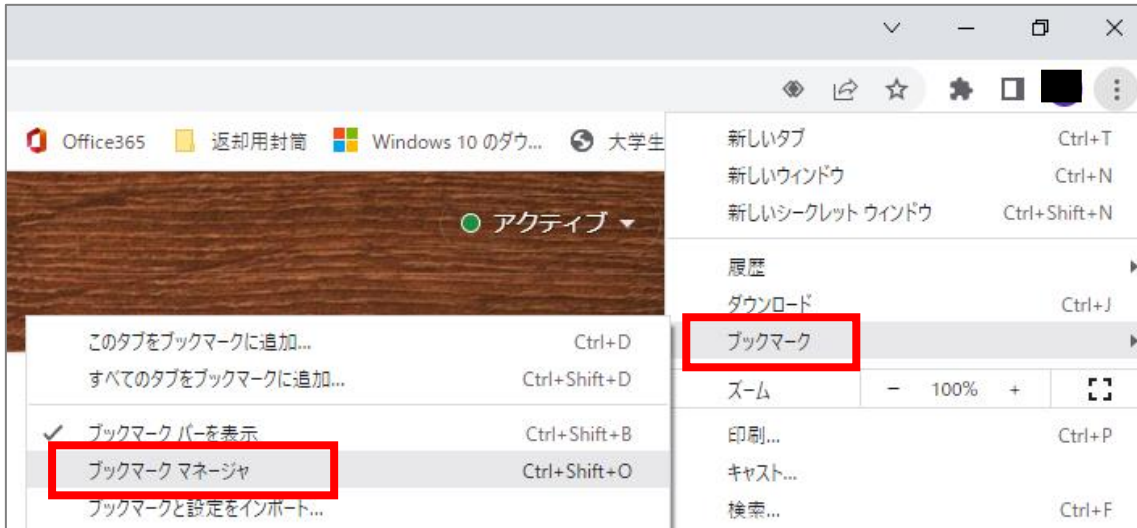 Office365 返却用封筒 Windows 10 のダウ... 大学生
アクティブ
新しいタブ Ctrl+T
新しいウィンドウ Ctrl+N
新しいシークレット ウィンドウ Ctrl+Shift+N
履歴
ダウンロード Ctrl+J
ブックマーク
ズーム － 100% +
印刷... Ctrl+P
キャスト...
検索... Ctrl+F
このタブをブックマークに追加... Ctrl+D
すべてのタブをブックマークに追加... Ctrl+Shift+D
ブックマーク バーを表示 Ctrl+Shift+B
ブックマーク マネージャ Ctrl+Shift+O
ブックマークと設定をインポート...